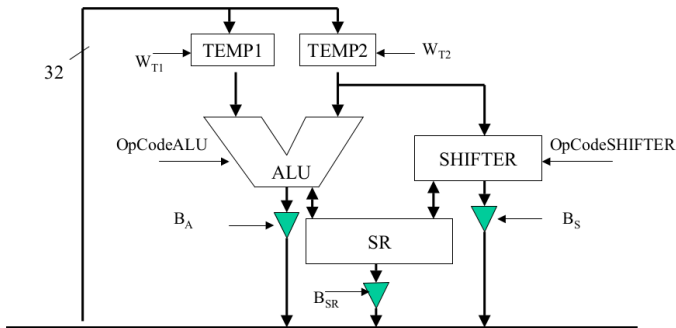 TEMP1
TEMP2
W_T1
W_T2
32
OpCodeALU
OpCodeSHIFTER
SHIFTER
ALU
B_A
B_S
SR
B_SR